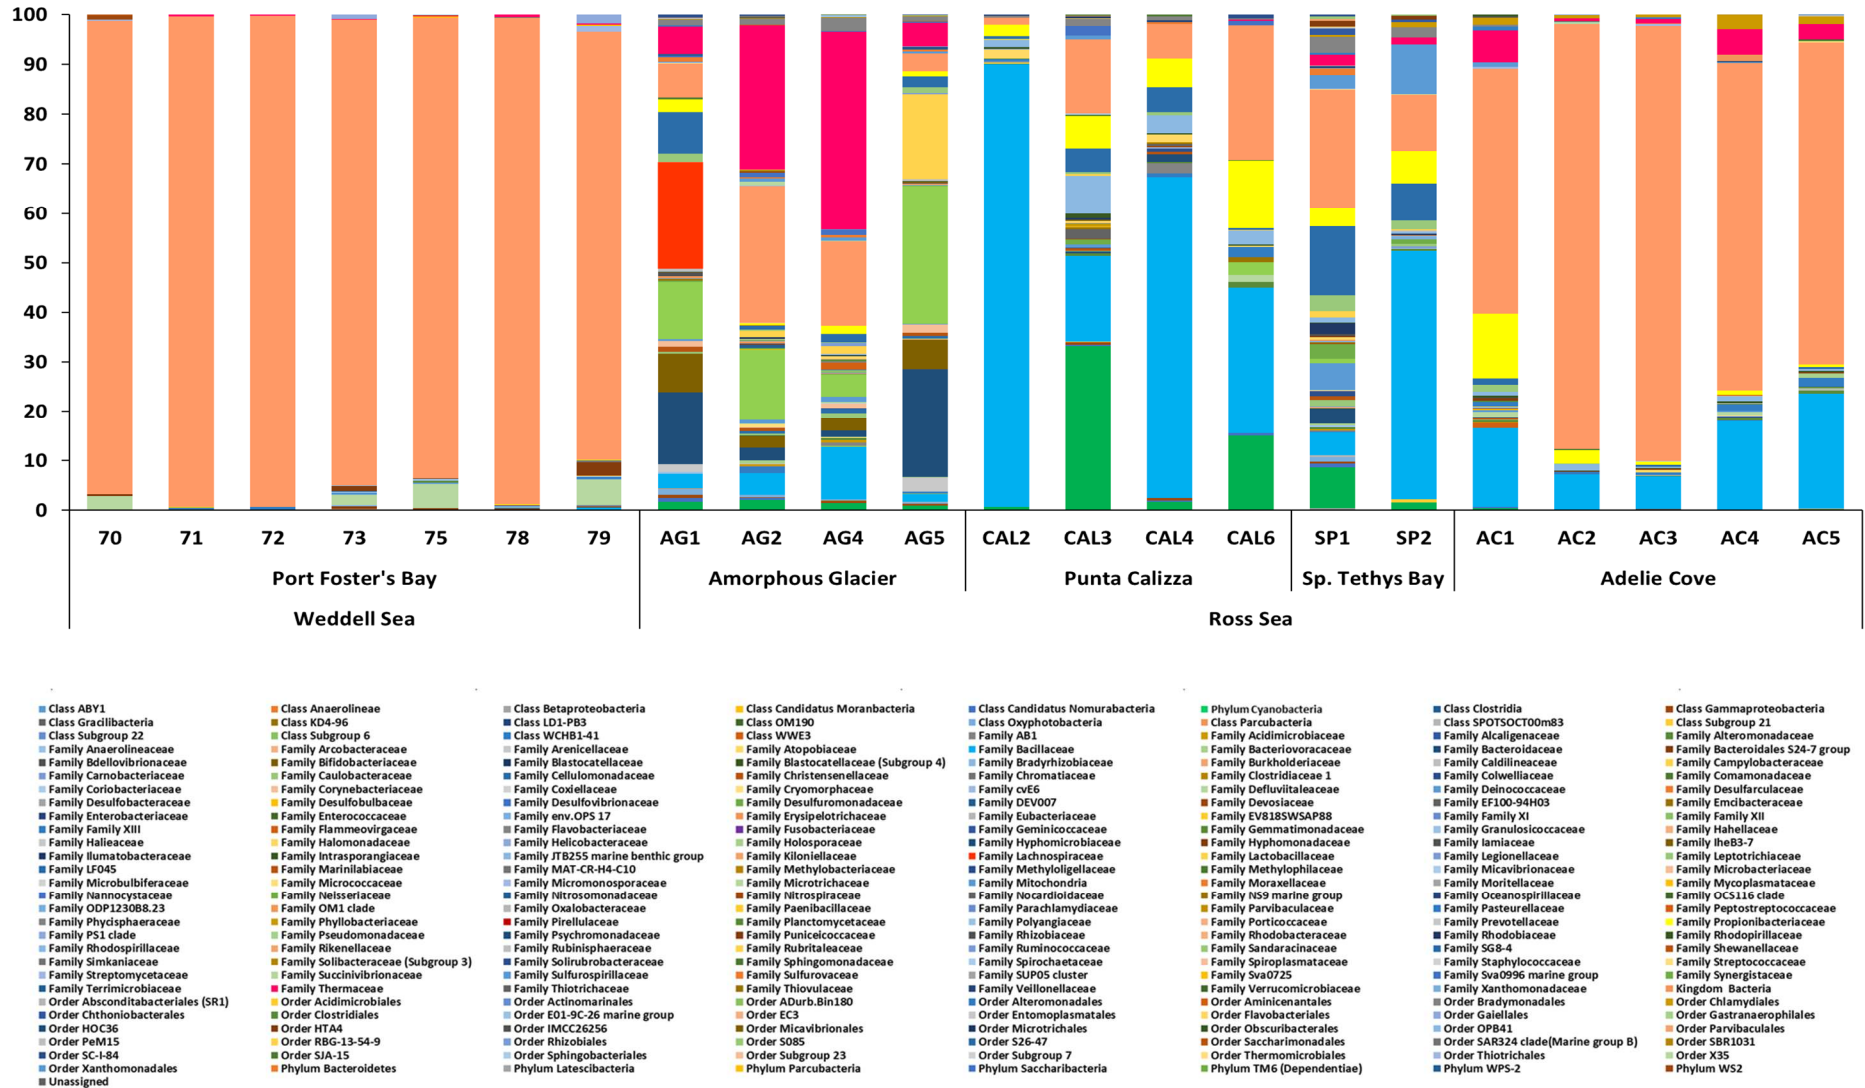 100
90
80
70
60
50
40
30
20
10
0
70 71 72 73 75 78 79 AG1 AG2 AG4 AG5 CAL2 CAL3 CAL4 CAL6 SP1 SP2 AC1 AC2 AC3 AC4 AC5
Port Foster's Bay Amorphous Glacier Punta Calizza Sp. Tethys Bay Adelie Cove
Weddell Sea Ross Sea
Class ABY1 Class Anaerolineae Class Betaproteobacteria Class Candidatus Moranbacteria Class Candidatus Nomurabacteria Phylum Cyanobacteria Class Clostridia Class Gammaproteobacteria
Class Gracilibacteria Class KD4-96 Class LD1-PB3 Class OM190 Class Oxyphotobacteria Class Parcubacteria Class SPOTSOCT00m83 Class Subgroup 21
Class Subgroup 22 Class Subgroup 6 Class WCHB1-41 Class WWE3 Family AB1 Family Acidimicrobiaceae Family Alcaligenaceae Family Alteromonadaceae
Family Anaerolineaceae Family Arcobacteraceae Family Arenicellaceae Family Atopobiaceae Family Bacillaceae Family Bacteriovoracaceae Family Bacteroidaceae Family Bacteroidales S24-7 group
Family Bdellovibrionaceae Family Bifidobacteriaceae Family Blastocatellaceae Family Blastocatellaceae (Subgroup 4) Family Bradyrhizobiaceae Family Burkholderiaceae Family Caldilineaceae Family Campylobacteraceae
Family Carnobacteriaceae Family Caulobacteraceae Family Cellulomonadaceae Family Christensenellaceae Family Chromatiaceae Family Clostridiaceae 1 Family Colwelliaceae Family Comamonadaceae
Family Coriobacteriaceae Family Corynebacteriaceae Family Coxiellaceae Family Cryomorphaceae Family cvE6 Family Defluviitaleaceae Family Deinococcaceae Family Desulfarculaceae
Family Desulfobacteraceae Family Desulfobulbaceae Family Desulfovibrionaceae Family Desulfuromonadaceae Family DEV007 Family Devosiaceae Family EF100-94H03 Family Emcibacteraceae
Family Enterobacteriaceae Family Enterococcaceae Family env.OPS 17 Family Erysipelotrichaceae Family Eubacteriaceae Family EV818SWSAP88 Family Family XI Family Family XII
Family Family XIII Family Flammeovirgaceae Family Flavobacteriaceae Family Fusobacteriaceae Family Geminicoccaceae Family Gemmatimonadaceae Family Granulosicoccaceae Family Hahellaceae
Family Halieaceae Family Halomonadaceae Family Helicobacteraceae Family Holosporaceae Family Hyphomicrobiaceae Family Hyphomonadaceae Family Iamiaceae Family IheB3-7
Family Ilumatobacteraceae Family Intrasporangiaceae Family JTB255 marine benthic group Family Kiloniellaceae Family Lachnospiraceae Family Lactobacillaceae Family Legionellaceae Family Leptotrichiaceae
Family LF045 Family Marinilabiaceae Family MAT-CR-H4-C10 Family Methylobacteriaceae Family Methyloligellaceae Family Methylophilaceae Family Micavibrionaceae Family Microbacteriaceae
Family Microbulbiferaceae Family Micrococcaceae Family Micromonosporaceae Family Microtrichaceae Family Mitochondria Family Moraxellaceae Family Moritellaceae Family Mycoplasmataceae
Family Nannocystaceae Family Neisseriaceae Family Nitrosomonadaceae Family Nitrospiraceae Family Nocardioidaceae Family NS9 marine group Family Oceanospirillaceae Family OCS116 clade
Family ODP1230B8.23 Family OM1 clade Family Oxalobacteraceae Family Paenibacillaceae Family Parachlamydiaceae Family Parvibaculaceae Family Pasteurellaceae Family Peptostreptococcaceae
Family Phycisphaeraceae Family Phyllobacteriaceae Family Pirellulaceae Family Planctomycetaceae Family Polyangiaceae Family Porticoccaceae Family Prevotellaceae Family Propionibacteriaceae
Family PS1 clade Family Pseudomonadaceae Family Psychromonadaceae Family Puniceicoccaceae Family Rhizobiaceae Family Rhodobacteraceae Family Rhodobiaceae Family Rhodopirillaceae
Family Rhodospirillaceae Family Rikenellaceae Family Rubinisphaeraceae Family Rubritaleaceae Family Ruminococcaceae Family Sandaracinaceae Family SG8-4 Family Shewanellaceae
Family Simkaniaceae Family Solibacteraceae (Subgroup 3) Family Solirubrobacteraceae Family Sphingomonadaceae Family Spirochaetaceae Family Spiroplasmataceae Family Staphylococcaceae Family Streptococcaceae
Family Streptomycetaceae Family Succinivibrionaceae Family Sulfurospirillaceae Family Sulfurovaceae Family SUP05 cluster Family Sva0725 Family Sva0996 marine group Family Synergistaceae
Family Terrimicrobiaceae Family Thermaceae Family Thiotrichaceae Family Thiovulaceae Family Veillonellaceae Family Verrucomicrobiaceae Family Xanthomonadaceae Kingdom Bacteria
Order Absconditabacteriales (SR1) Order Acidimicrobiales Order Actinomarinales Order ADurb.Bin180 Order Alteromonadales Order Aminicenantales Order Bradymonadales Order Chlamydiales
Order Chthoniobacterales Order Clostridiales Order E01-9C-26 marine group Order EC3 Order Entomoplasmatales Order Flavobacteriales Order Gaiellales Order Gastranaerophilales
Order HOC36 Order HTA4 Order IMCC26256 Order Micavibrionales Order Microtrichales Order Obscuribacterales Order OPB41 Order Parvibaculales
Order PeM15 Order RBG-13-54-9 Order Rhizobiales Order S085 Order S26-47 Order Saccharimonadales Order SAR324 clade(Marine group B) Order SBR1031
Order SC-I-84 Order SJA-15 Order Sphingobacteriales Order Subgroup 23 Order Subgroup 7 Order Thermomicrobiales Order Thiotrichales Order X35
Order Xanthomonadales Phylum Bacteroidetes Phylum Latescibacteria Phylum Parcubacteria Phylum Saccharibacteria Phylum TM6 (Dependentiae) Phylum WPS-2 Phylum WS2
Unassigned